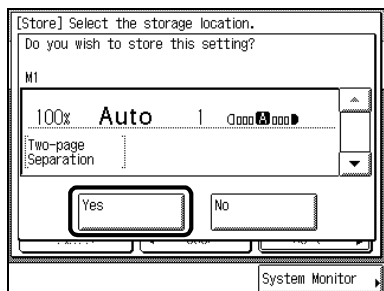 [Store] Select the storage location.
Do you wish to store this setting?
M1
100% Auto 1 A
Two-page
Separation
Yes No
System Monitor